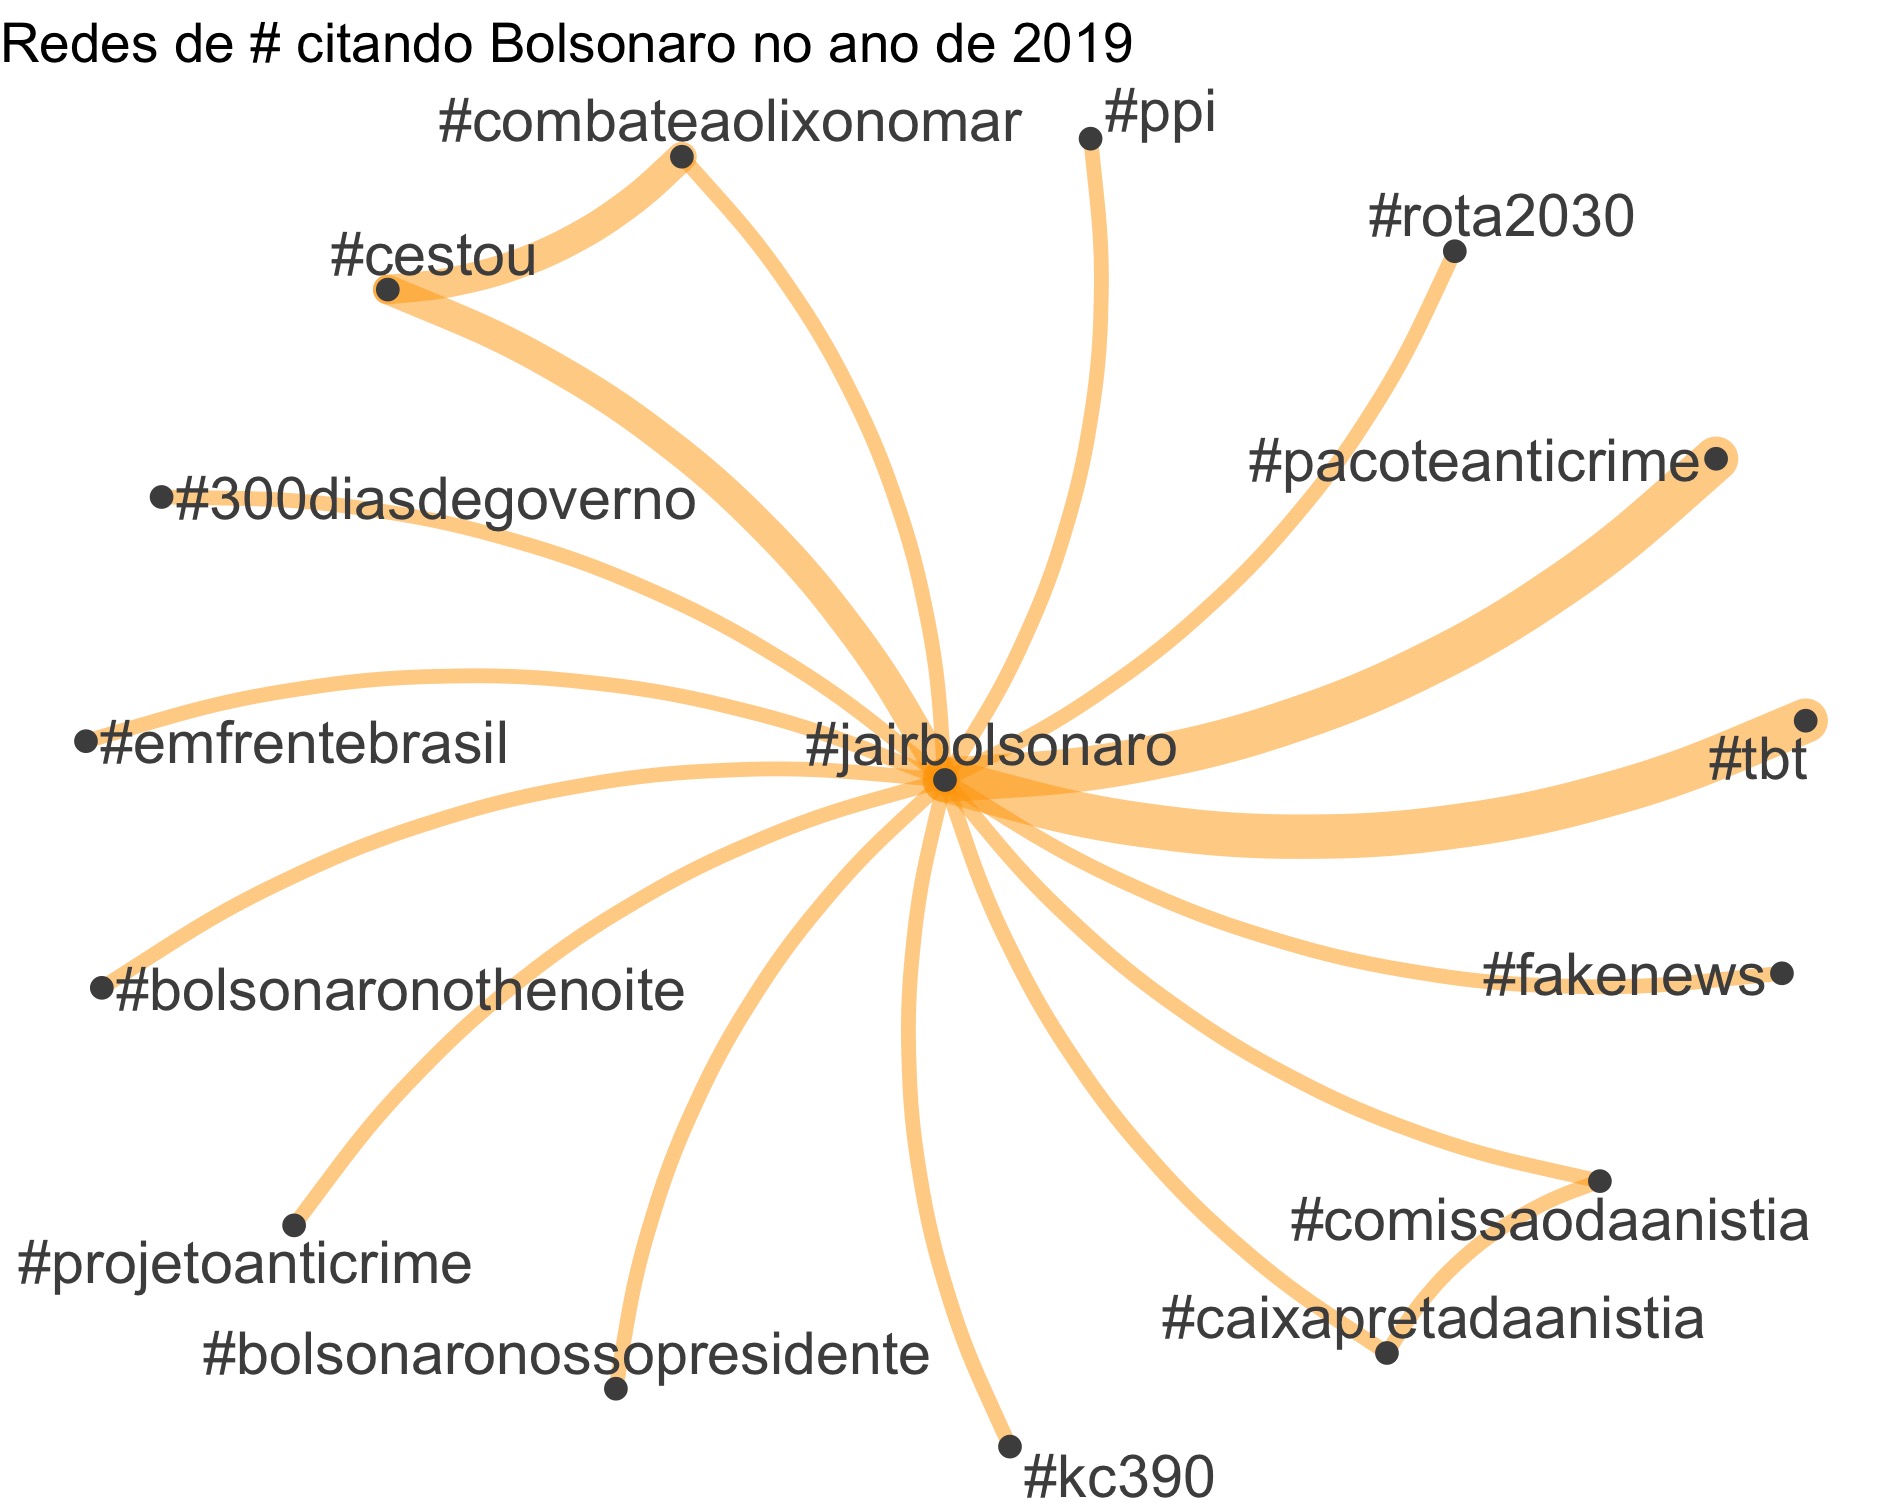 Redes de # citando Bolsonaro no ano de 2019
#combateaolixonomar
#ppi
#rota2030
#cestou
#pacoteanticrime
#300diasdegoverno
#emfrentebrasil
#jairbolsonaro
#tbt
#fakenews
#bolsonaronothenoite
#comissaodaanistia
#projetoanticrime
#caixapretadaanistia
#bolsonaronossopresidente
#kc390